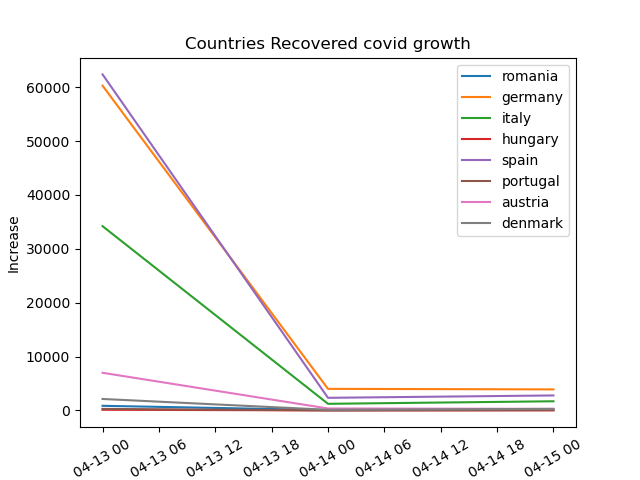 Countries Recovered covid growth
romania
germany
italy
hungary
spain
portugal
austria
denmark
Increase
60000
50000
40000
30000
20000
10000
0
04-13 00
04-13 06
04-13 12
04-13 18
04-14 00
04-14 06
04-14 12
04-14 18
04-15 00